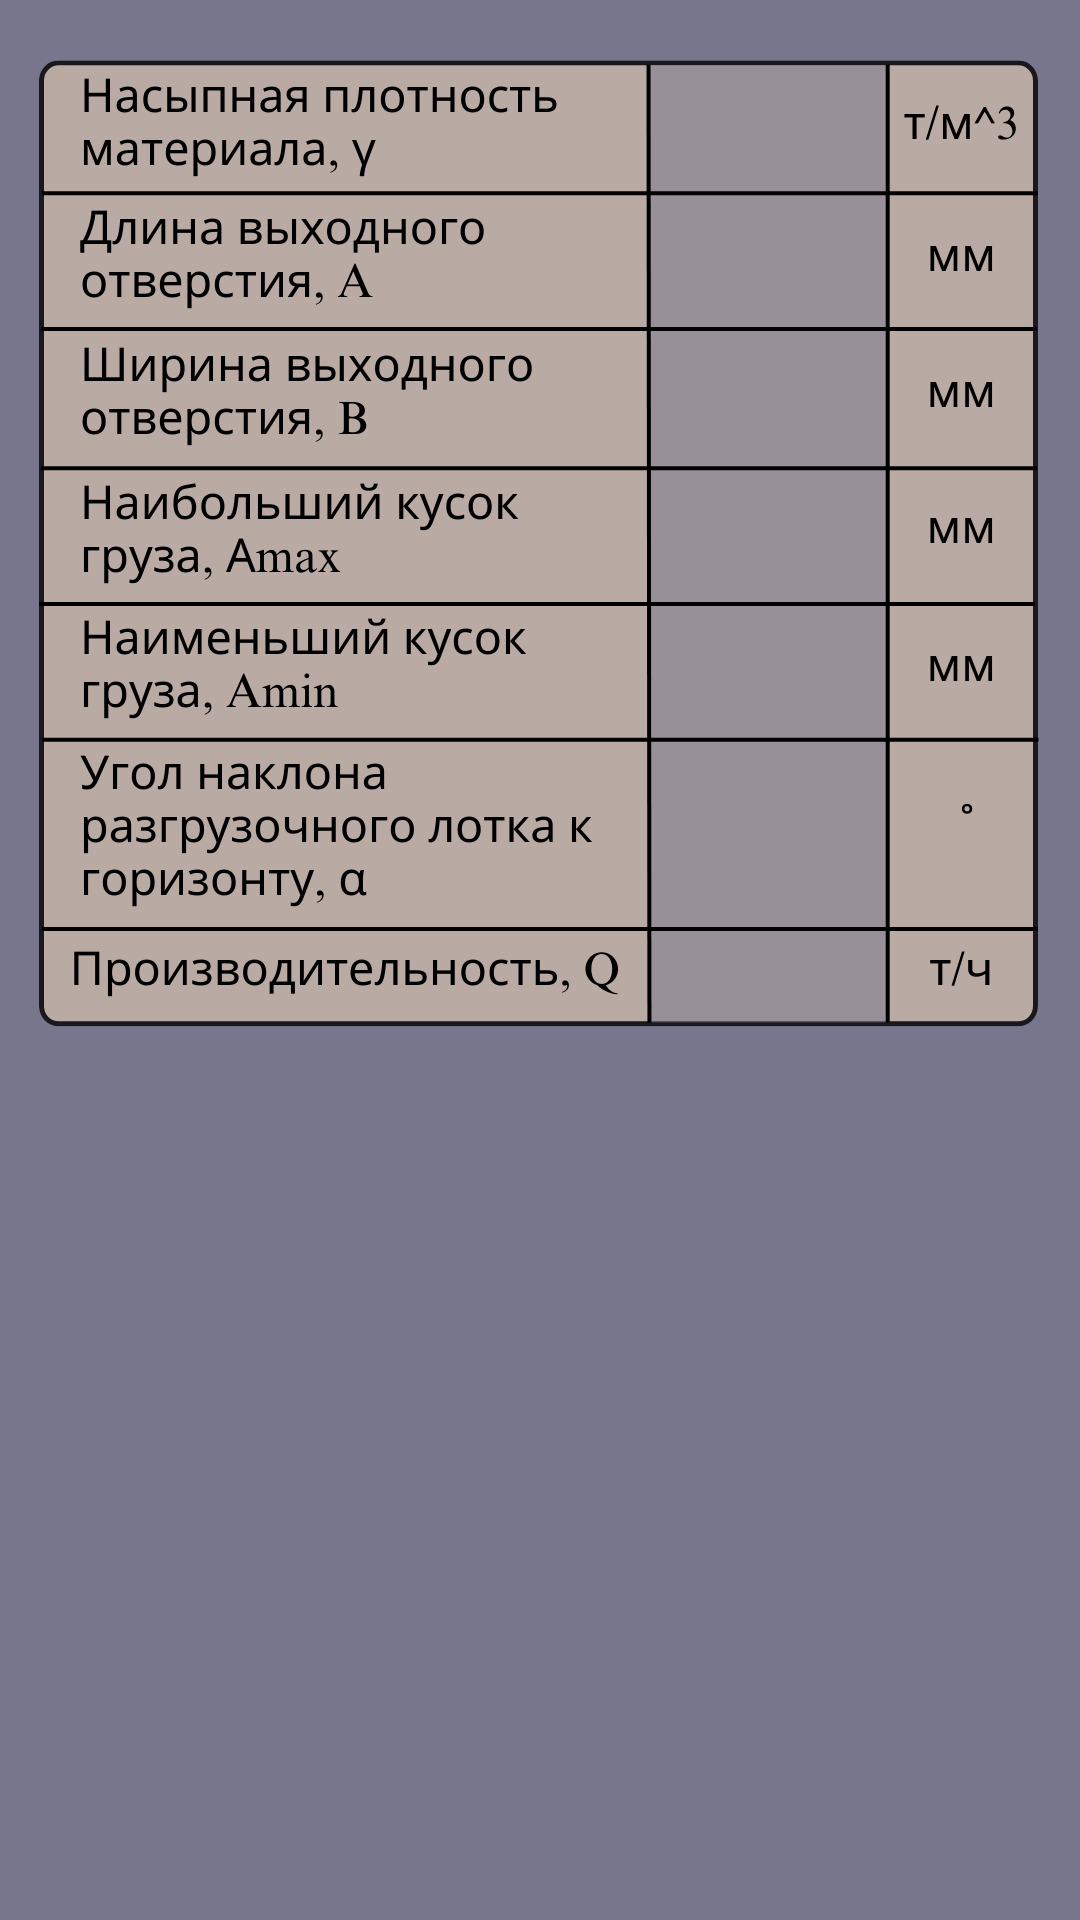 Насыпная плотность
материала, γ
т/м^3
Длина выходного
отверстия, A
мм
Ширина выходного
отверстия, B
мм
Наибольший кусок
груза, Amax
мм
Наименьший кусок
груза, Amin
мм
Угол наклона
разгрузочного лотка к
горизонту, α
°
Производительность, Q
т/ч